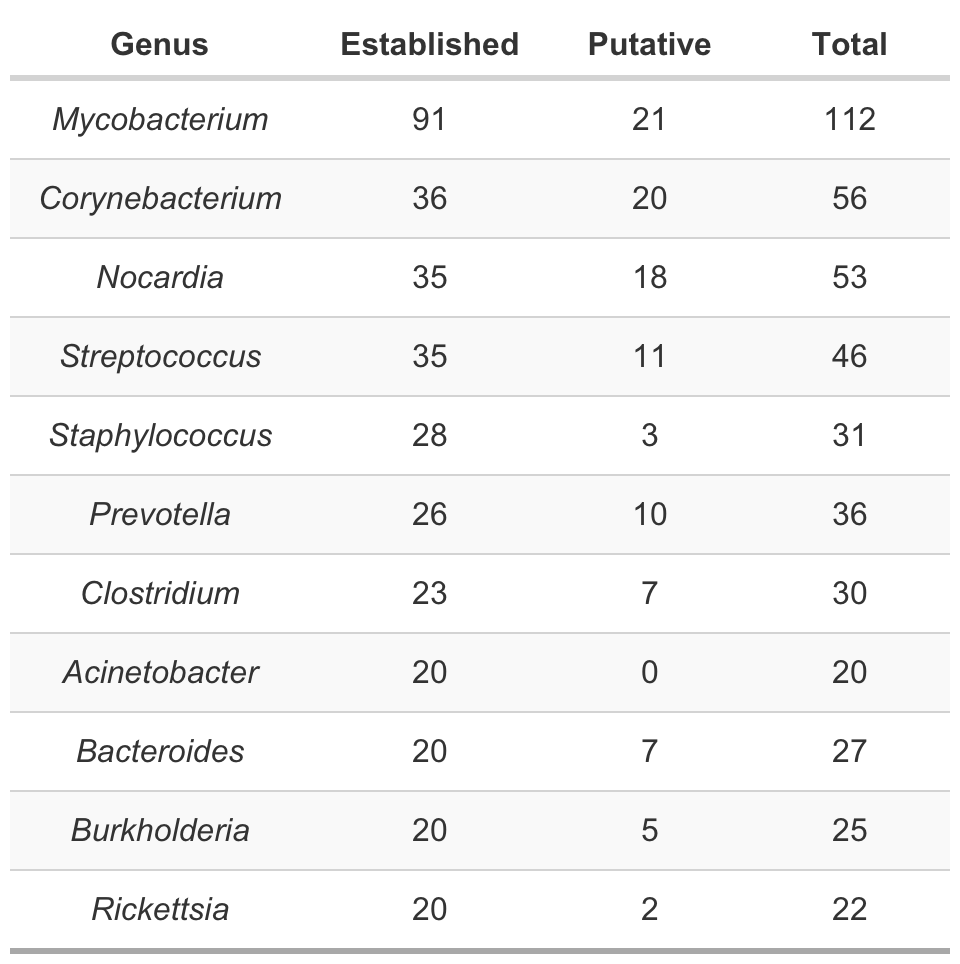 Genus Established Putative Total
Mycobacterium 91 21 112
Corynebacterium 36 20 56
Nocardia 35 18 53
Streptococcus 35 11 46
Staphylococcus 28 3 31
Prevotella 26 10 36
Clostridium 23 7 30
Acinetobacter 20 0 20
Bacteroides 20 7 27
Burkholderia 20 5 25
Rickettsia 20 2 22